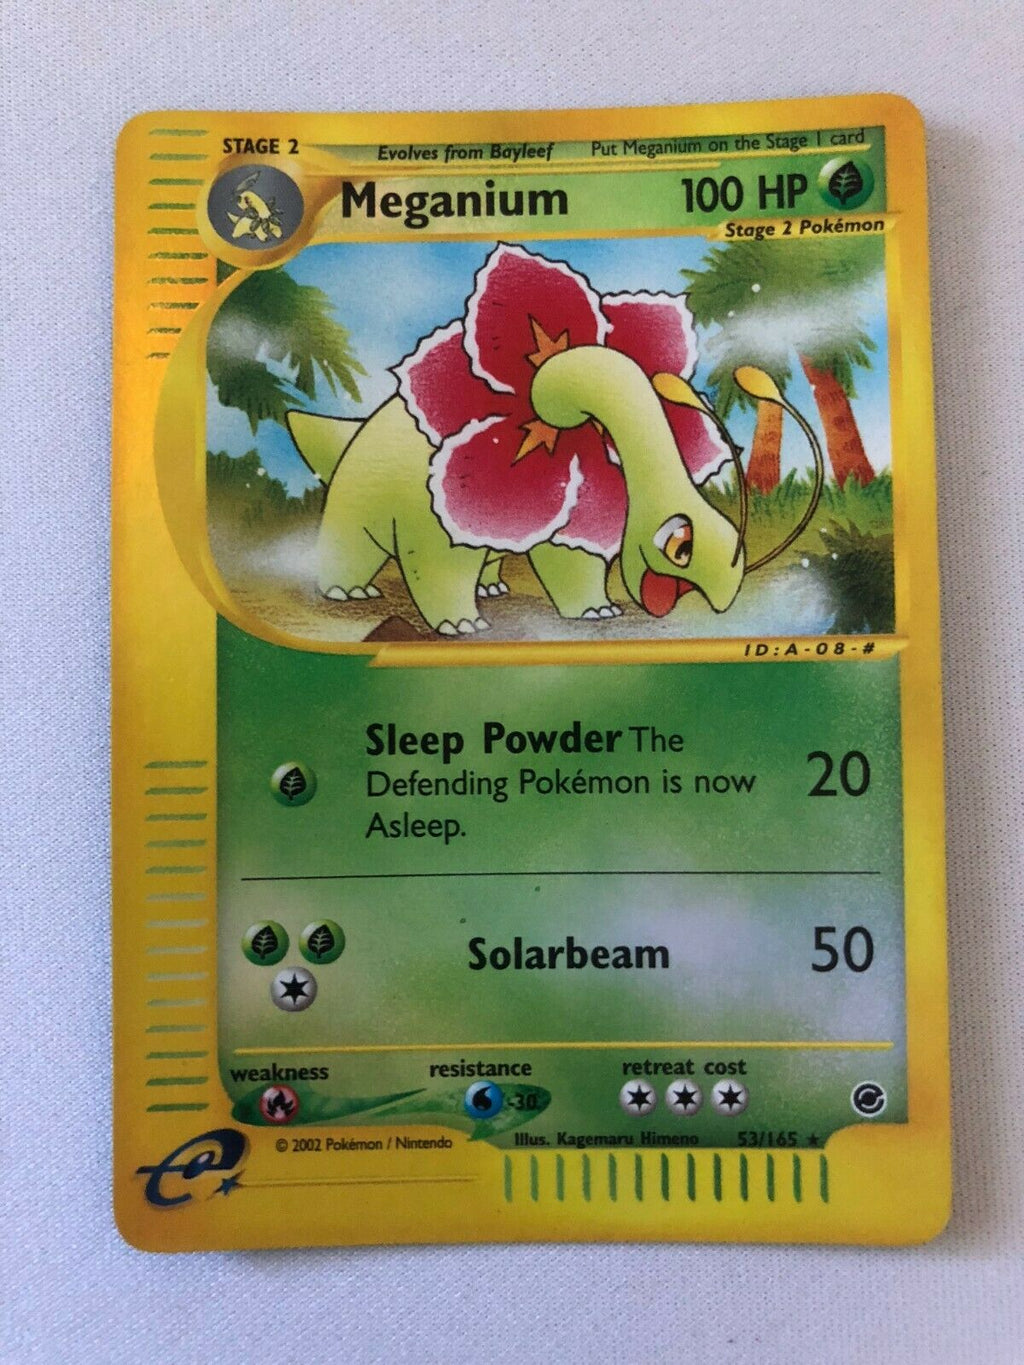 STAGE 2
Evolves from Bayleef
Put Meganium on the Stage 1 card
Meganium
100 HP
Stage 2 Pokémon
ID:A-08-#
Sleep Powder The
Defending Pokémon is now
Asleep.
20
Solarbeam
50
weakness
resistance
retreat cost
-30
© 2002 Pokémon / Nintendo
Illus. Kagemaru Himeno
53/165 ★
e